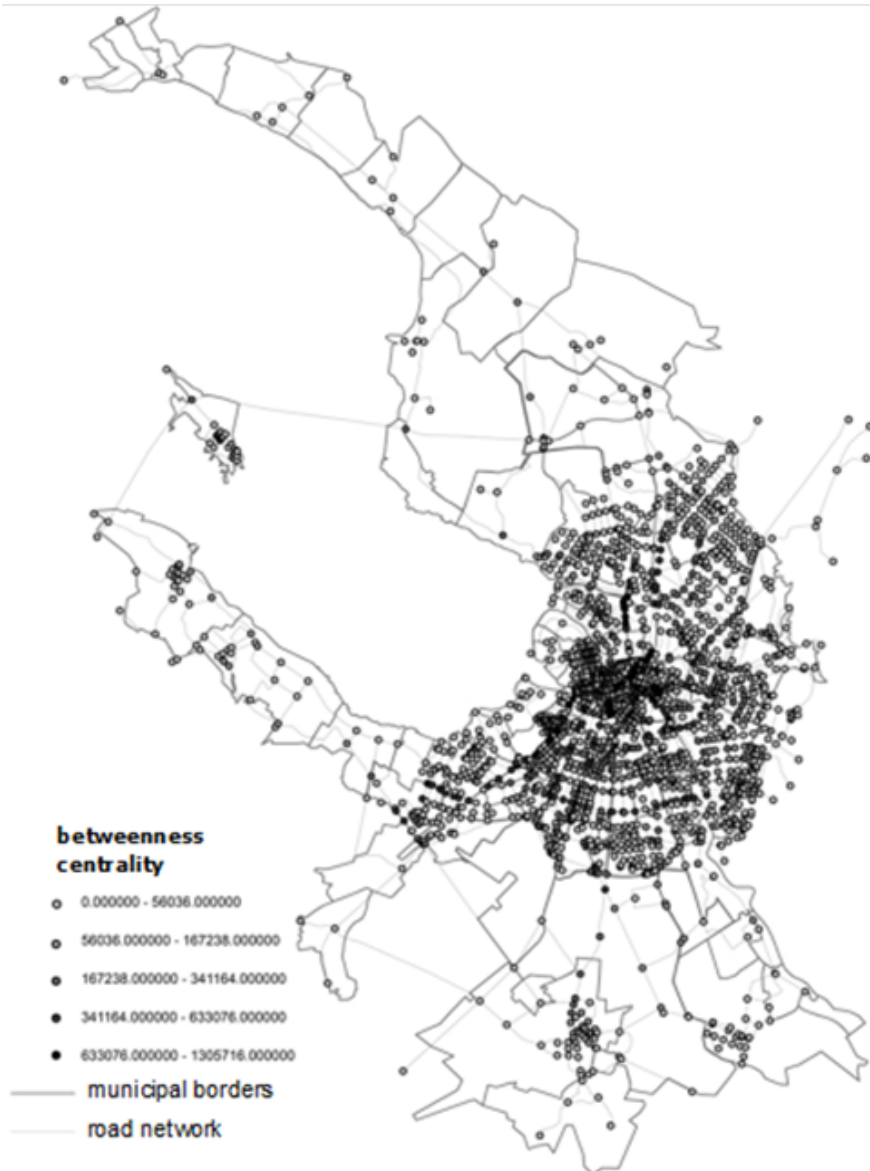 betweenness
centrality
0.000000 - 56036.000000
56036.000000 - 167238.000000
167238.000000 - 341164.000000
341164.000000 - 633076.000000
633076.000000 - 1305716.000000
municipal borders
road network